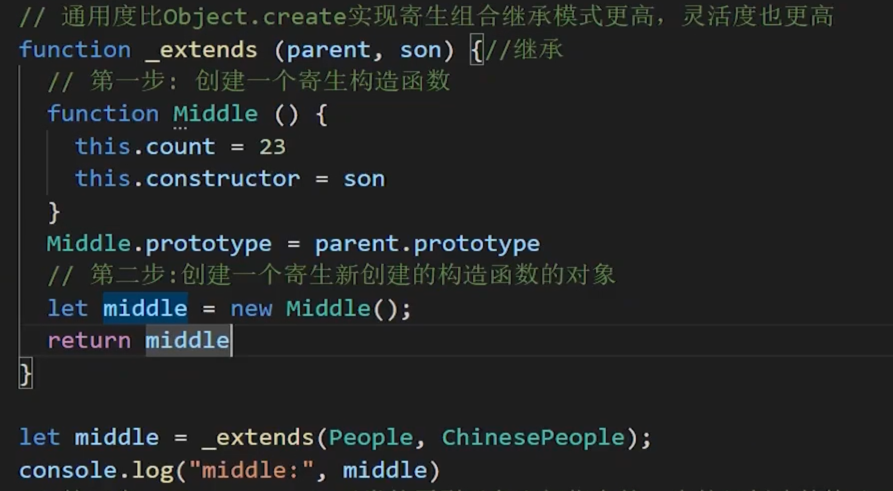 // 通用度比Object.create实现寄生组合继承模式更高，灵活度也更高
function _extends (parent, son) {//继承
// 第一步: 创建一个寄生构造函数
function Middle () {
this.count = 23
this.constructor = son
}
Middle.prototype = parent.prototype
// 第二步:创建一个寄生新创建的构造函数的对象
let middle = new Middle();
return middle
}
let middle = _extends(People, ChinesePeople);
console.log("middle:", middle)